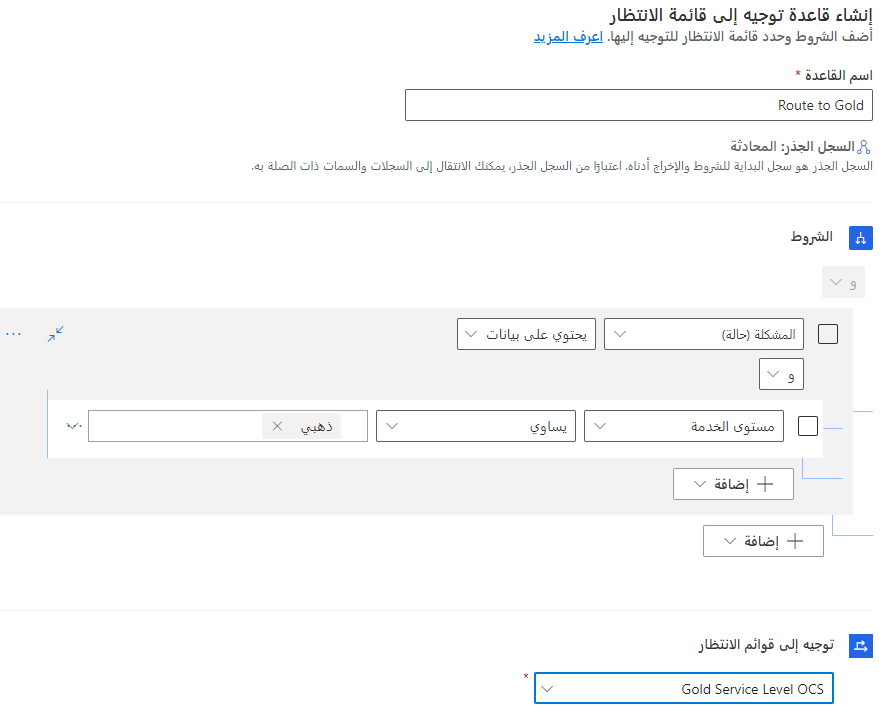 إنشاء قاعدة توجيه إلى قائمة الانتظار
أضف الشروط وحدد قائمة الانتظار للتوجيه إليها. اعرف المزيد
اسم القاعدة *
Route to Gold
السجل الجذر: المحادثة
السجل الجذر هو سجل البداية للشروط والإخراج أدناه. اعتبارًا من السجل الجذر، يمكنك الانتقال إلى السجلات والسمات ذات الصلة به.
الشروط
و
المشكلة (حالة) يحتوي على بيانات ...
و
مستوى الخدمة يساوي ذهبي
إضافة
إضافة
توجيه إلى قوائم الانتظار
Gold Service Level OCS *